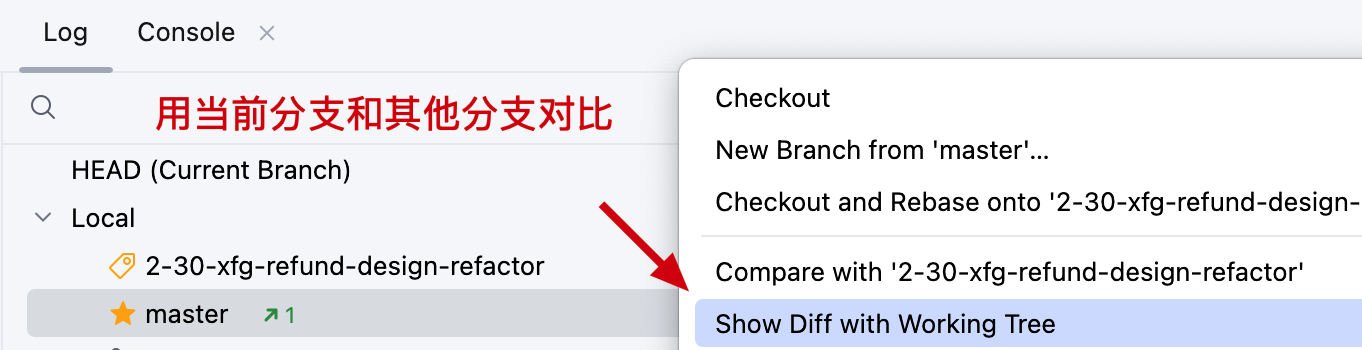 Log Console
用当前分支和其他分支对比
HEAD (Current Branch)
Local
2-30-xfg-refund-design-refactor
master 1
Checkout
New Branch from 'master'...
Checkout and Rebase onto '2-30-xfg-refund-design-
Compare with '2-30-xfg-refund-design-refactor'
Show Diff with Working Tree